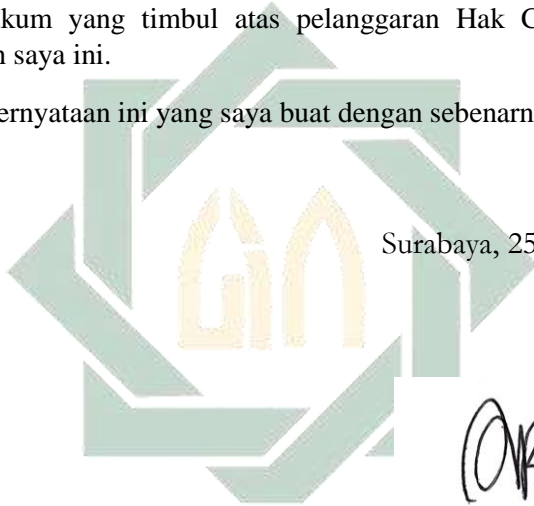 kum yang timbul atas pelanggaran Hak C
saya ini.
ernyataan ini yang saya buat dengan sebenarn
Surabaya, 25